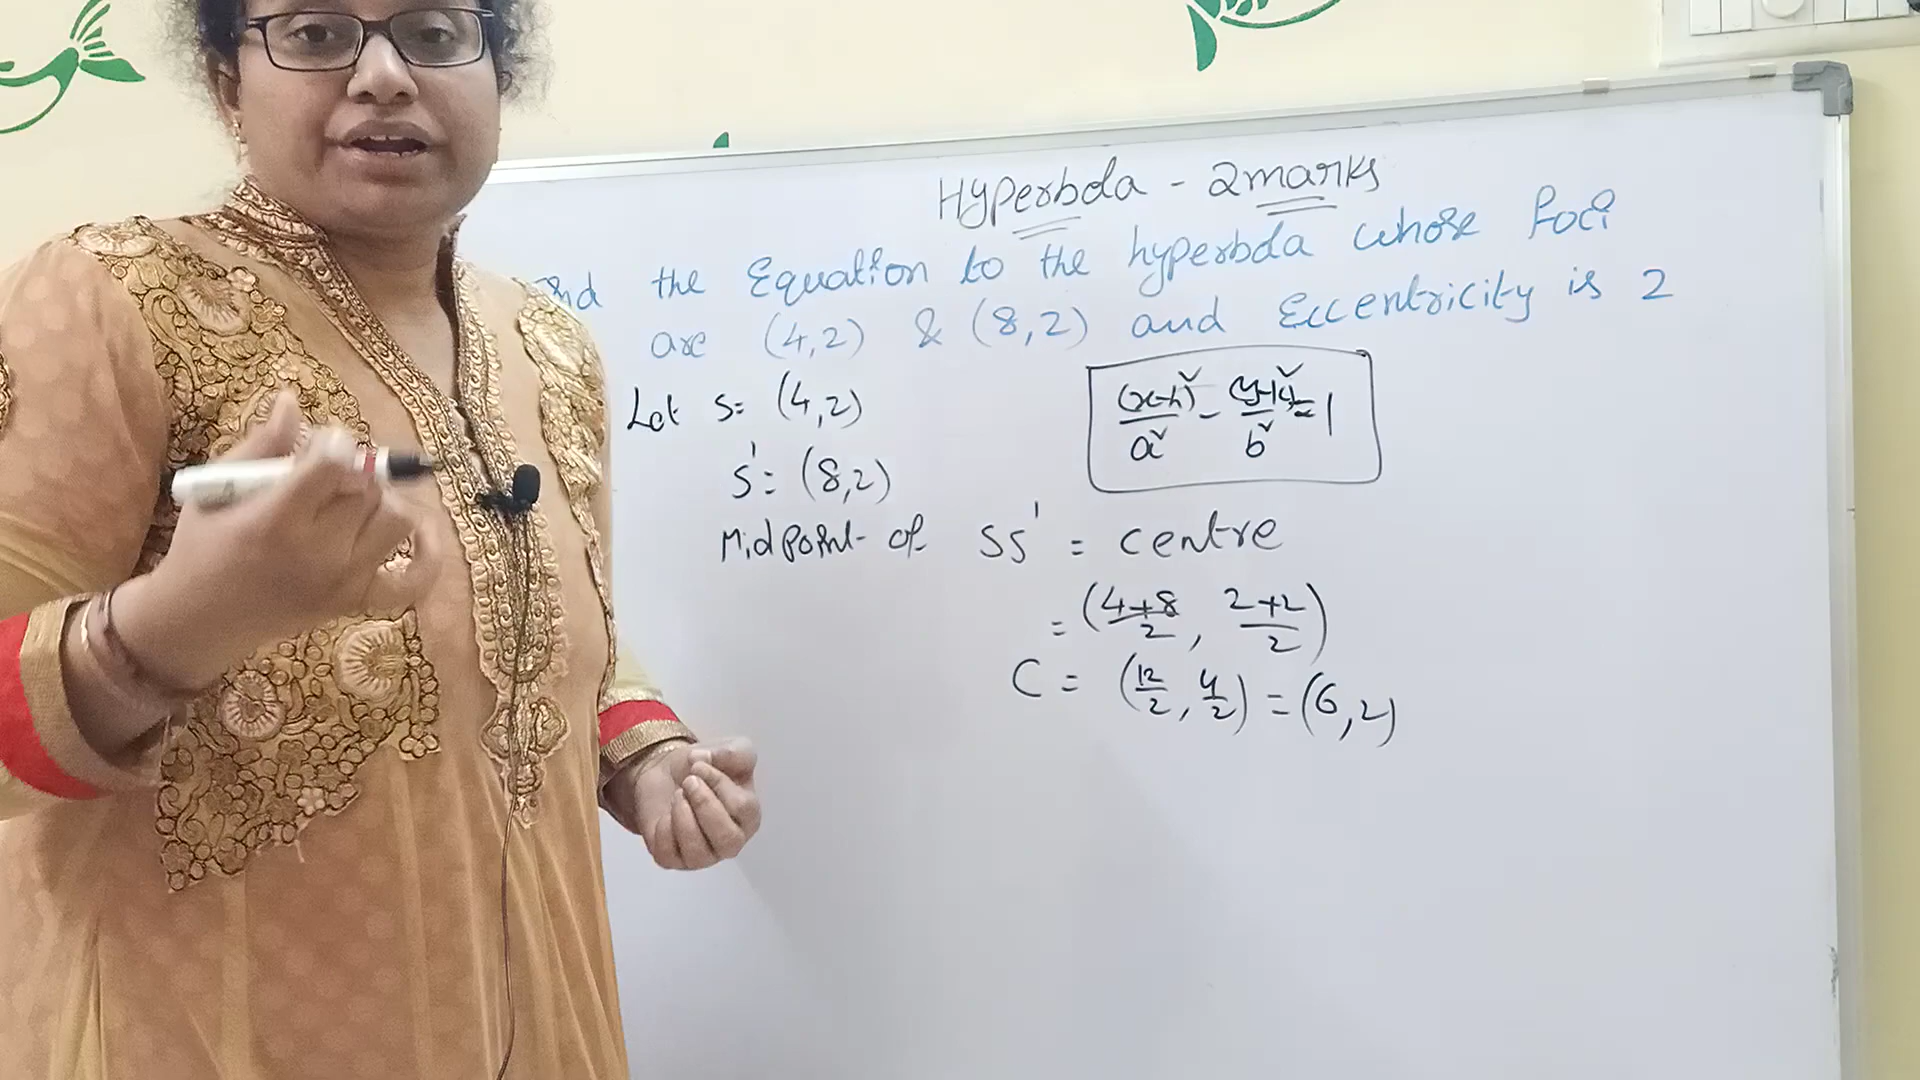 Hyperbola - 2marks
the Equation to the hyperbola whose Foci
are (4,2) & (8,2) and Eccentricity is 2
Let S= (4,2)
(x-h)²/a² - (y-k)²/b² = 1
S' = (8,2)
Midpoint of SS' = centre
= (4+8/2, 2+2/2)
C = (12/2, 4/2) = (6,2)